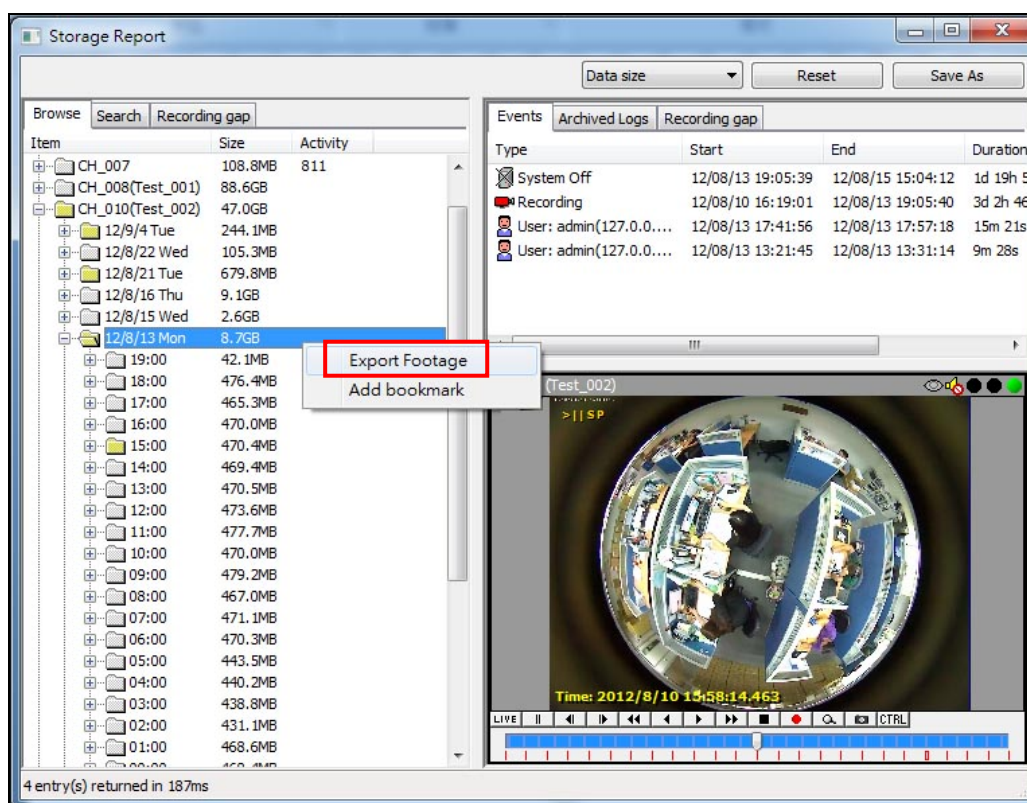 Storage Report
Data size Reset Save As
Browse Search Recording gap
Item Size Activity
CH_007 108.8MB 811
CH_008(Test_001) 88.6GB
CH_010(Test_002) 47.0GB
12/9/4 Tue 244.1MB
12/8/22 Wed 105.3MB
12/8/21 Tue 679.8MB
12/8/16 Thu 9.1GB
12/8/15 Wed 2.6GB
12/8/13 Mon 8.7GB
19:00 42.1MB
18:00 476.4MB
17:00 465.3MB
16:00 470.0MB
15:00 470.4MB
14:00 469.4MB
13:00 470.5MB
12:00 473.6MB
11:00 477.7MB
10:00 470.0MB
09:00 479.2MB
08:00 467.0MB
07:00 471.1MB
06:00 470.3MB
05:00 443.5MB
04:00 440.2MB
03:00 438.8MB
02:00 431.1MB
01:00 468.6MB
Export Footage
Add bookmark
Events Archived Logs Recording gap
Type Start End Duration
System Off 12/08/13 19:05:39 12/08/15 15:04:12 1d 19h 5
Recording 12/08/10 16:19:01 12/08/13 19:05:40 3d 2h 46
User: admin(127.0.0.... 12/08/13 17:41:56 12/08/13 17:57:18 15m 21s
User: admin(127.0.0.... 12/08/13 13:21:45 12/08/13 13:31:14 9m 28s
(Test_002)
>||SP
Time: 2012/8/10 15:58:14.463
LIVE CTRL
4 entry(s) returned in 187ms